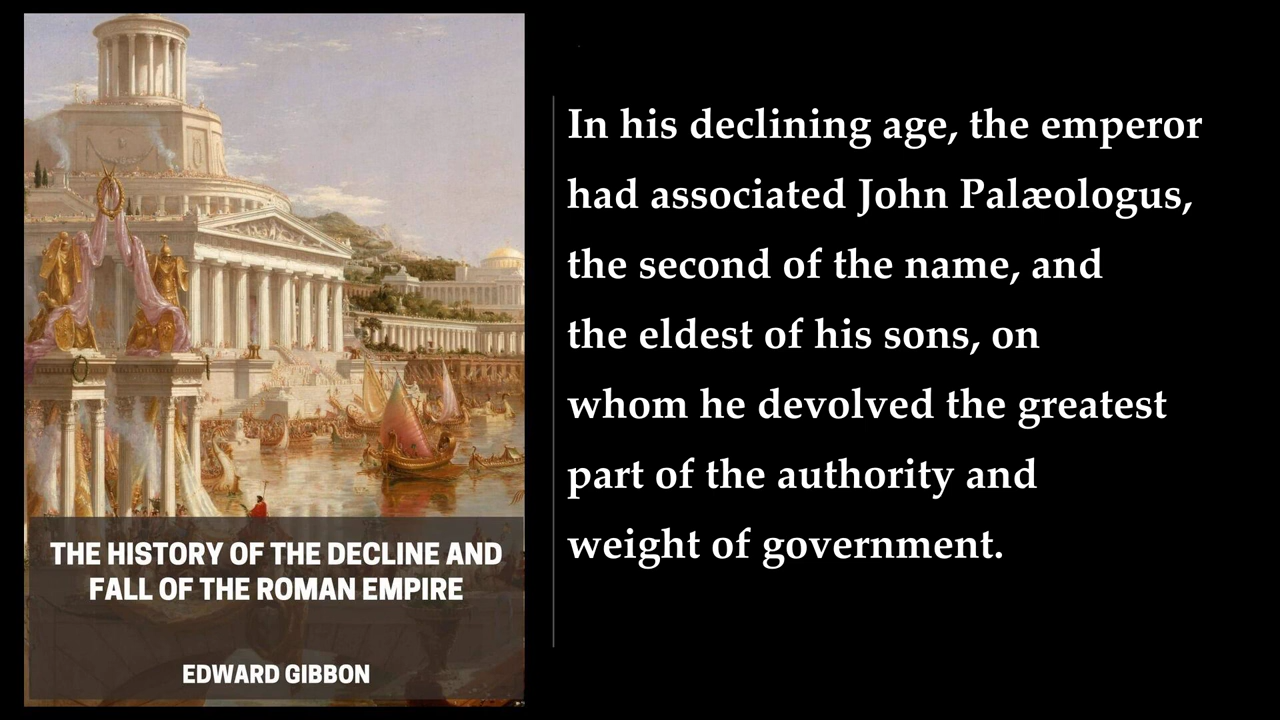 THE HISTORY OF THE DECLINE AND
FALL OF THE ROMAN EMPIRE
EDWARD GIBBON
In his declining age, the emperor
had associated John Palæologus,
the second of the name, and
the eldest of his sons, on
whom he devolved the greatest
part of the authority and
weight of government.